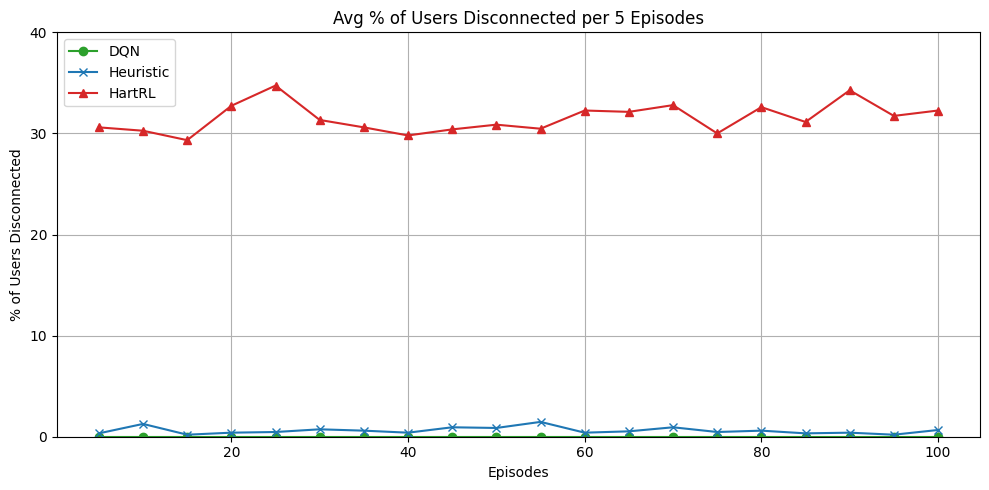 Avg % of Users Disconnected per 5 Episodes
DQN
Heuristic
HartRL
% of Users Disconnected
40
30
20
10
0
20 40 60 80 100
Episodes